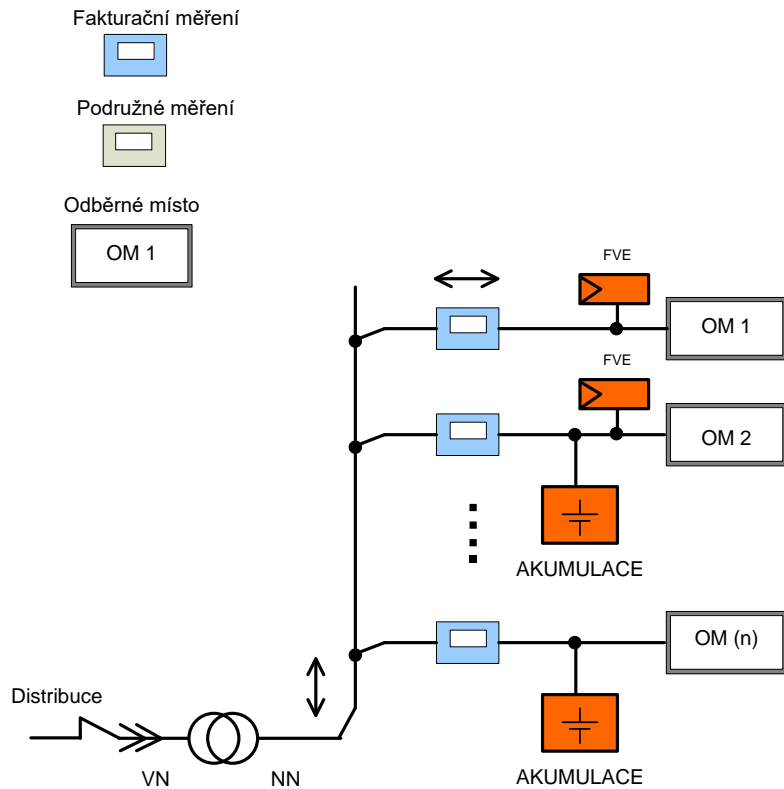 Fakturační měření
Podružné měření
Odběrné místo
OM 1
FVE
OM 1
FVE
OM 2
AKUMULACE
OM (n)
Distribuce
VN
NN
AKUMULACE